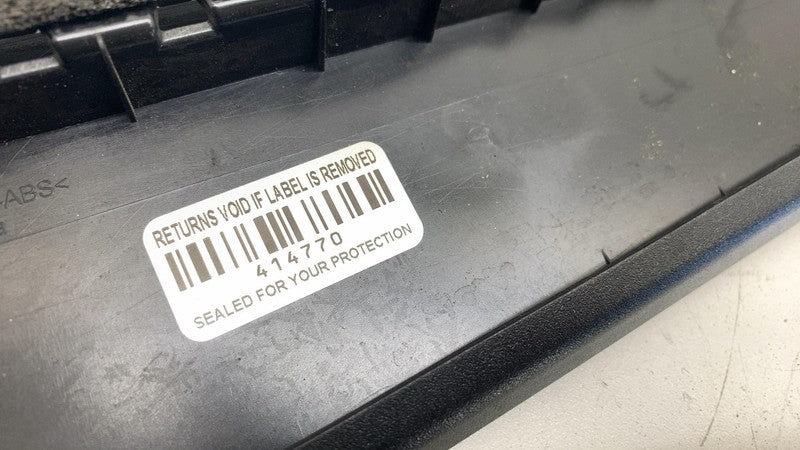 ABS<
RETURNS VOID IF LABEL IS REMOVED
414770
SEALED FOR YOUR PROTECTION